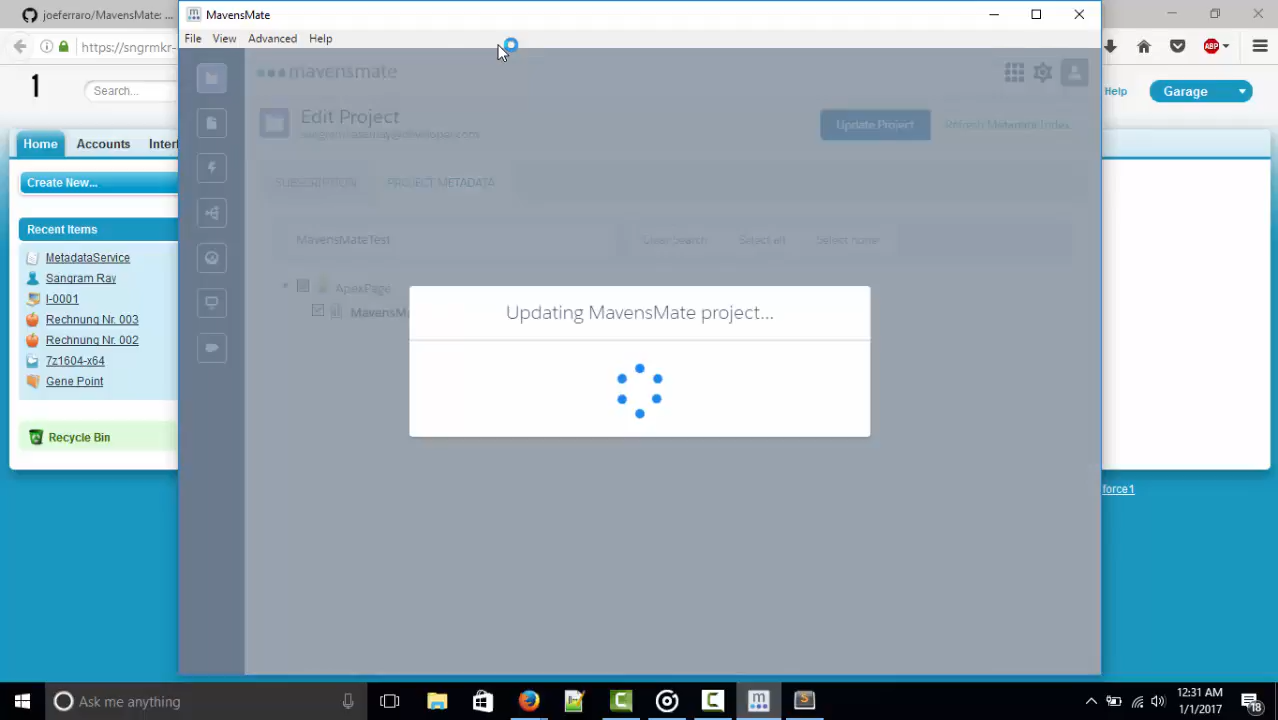 joeferraro/MavensMate ...
MavensMate
File View Advanced Help
https://sngrmkr-
1
Search...
Help
Garage
mavensmate
Edit Project
Update Project
Refresh Metadata Index
Home Accounts Interf
SUBSCRIPTION PROJECT METADATA
Create New...
Recent Items
MavensMateTest
Clear Search Select all Select none
MetadataService
Sangram Ray
I-0001
Rechnung Nr. 003
Rechnung Nr. 002
7z1604-x64
Gene Point
ApexPage
MavensM
Updating MavensMate project...
Recycle Bin
force1
Ask me anything
12:31 AM
1/1/2017
18